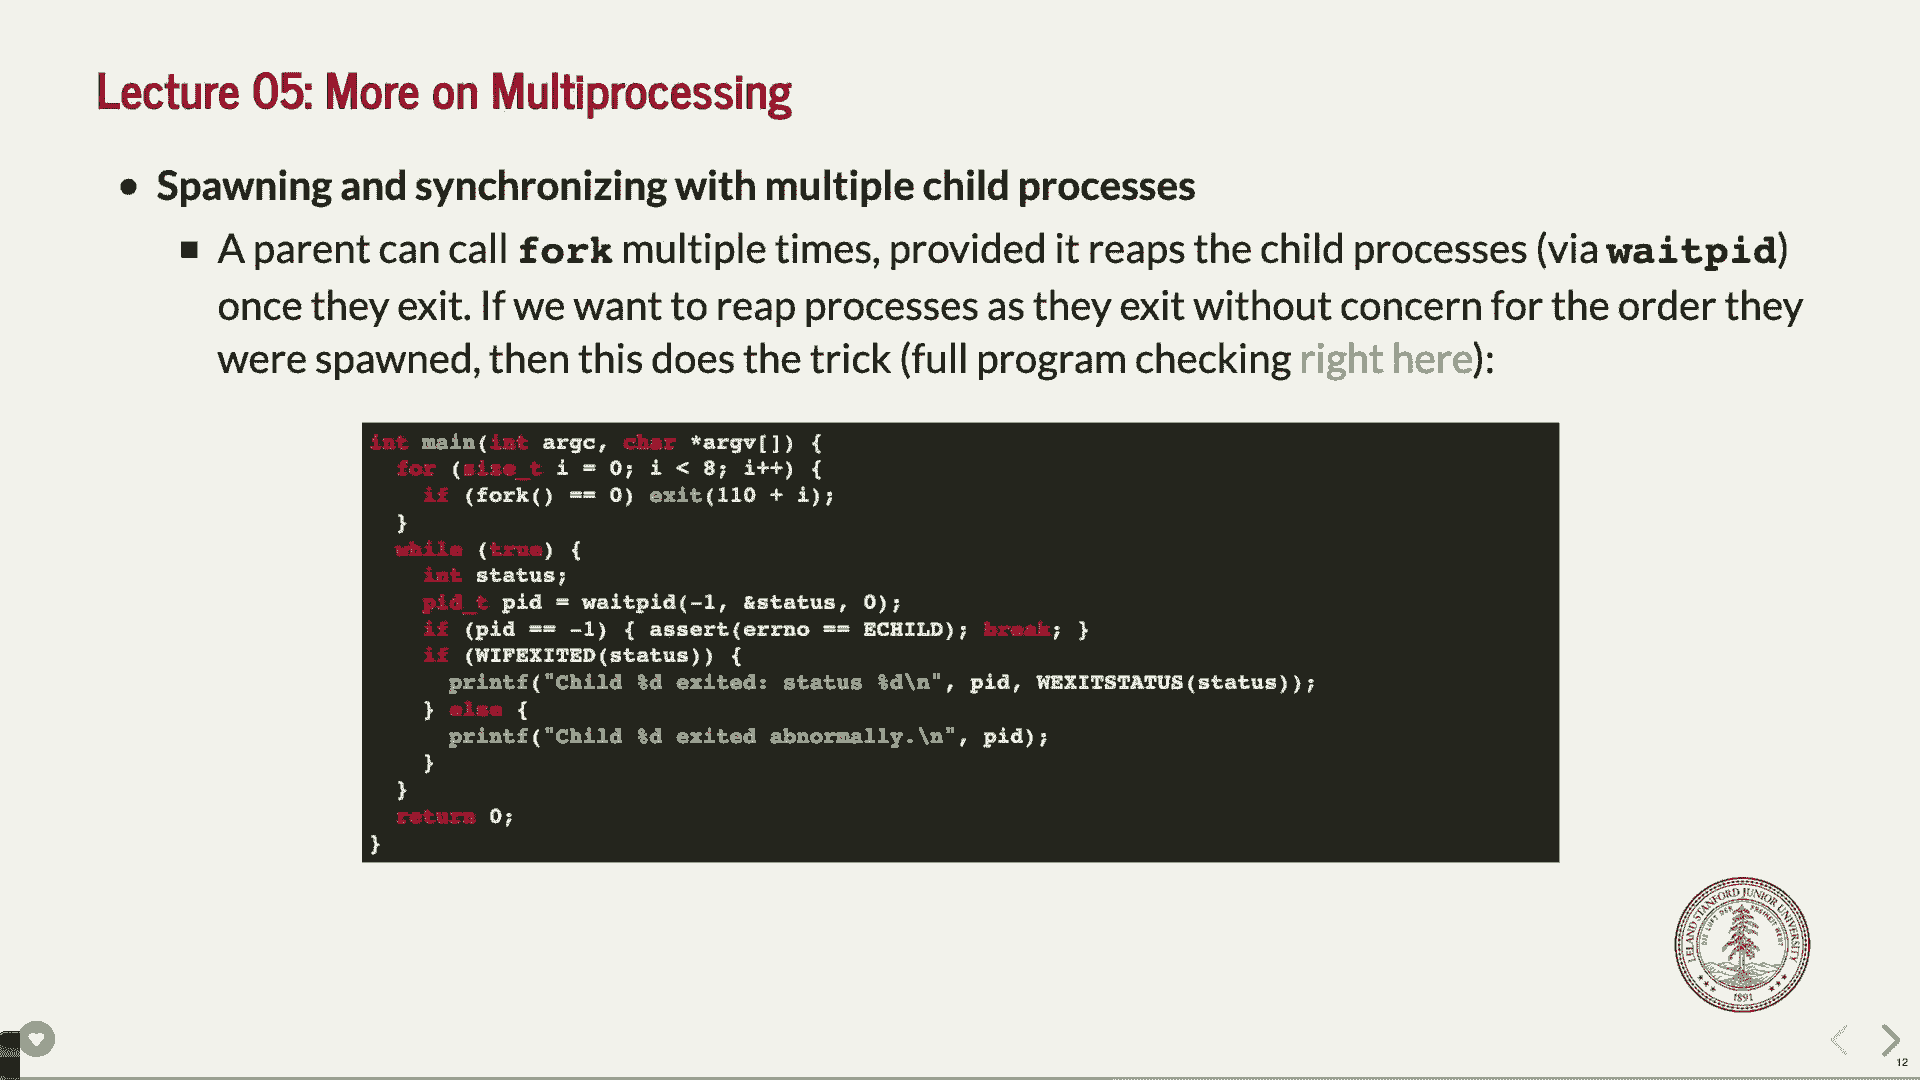 Lecture 05: More on Multiprocessing
• Spawning and synchronizing with multiple child processes
▪ A parent can call fork multiple times, provided it reaps the child processes (via waitpid)
once they exit. If we want to reap processes as they exit without concern for the order they
were spawned, then this does the trick (full program checking right here):
int main(int argc, char *argv[]) {
  for (size_t i = 0; i < 8; i++) {
    if (fork() == 0) exit(110 + i);
  }
  while (true) {
    int status;
    pid_t pid = waitpid(-1, &status, 0);
    if (pid == -1) { assert(errno == ECHILD); break; }
    if (WIFEXITED(status)) {
      printf("Child %d exited: status %d\n", pid, WEXITSTATUS(status));
    } else {
      printf("Child %d exited abnormally.\n", pid);
    }
  }
  return 0;
}
LELAND STANFORD JUNIOR UNIVERSITY
DIE LUFT DER FREIHEIT WEHT
1891
12